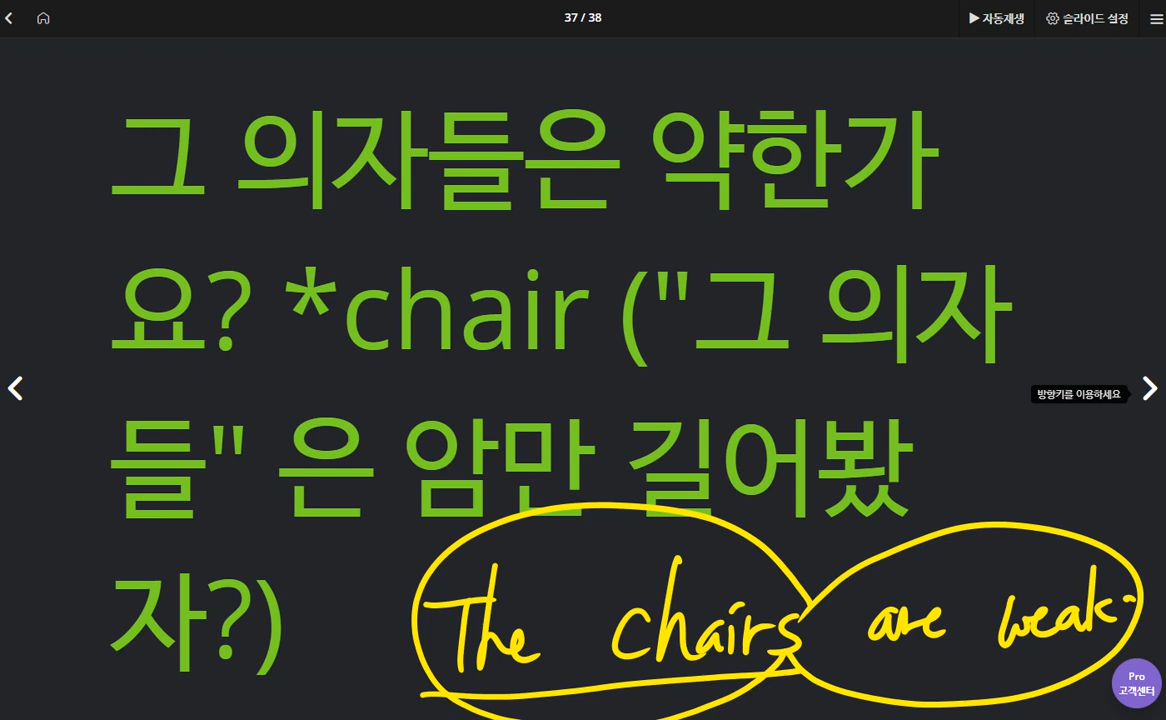 37 / 38
▶ 자동재생
슬라이드 설정
그 의자들은 약한가
요? *chair ("그 의자
방향키를 이용하세요
들" 은 암만 길어봤
자?)
The chairs are weak.
Pro
고객센터